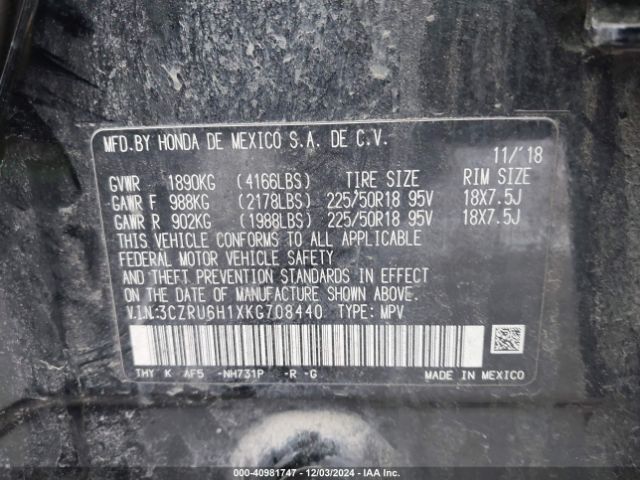 MFD.BY HONDA DE MEXICO S.A. DE C.V.
11/'18
GVWR 1890KG (4166LBS) TIRE SIZE RIM SIZE
GAWR F 988KG (2178LBS) 225/50R18 95V 18X7.5J
GAWR R 902KG (1988LBS) 225/50R18 95V 18X7.5J
THIS VEHICLE CONFORMS TO ALL APPLICABLE
FEDERAL MOTOR VEHICLE SAFETY
AND THEFT PREVENTION STANDARDS IN EFFECT
ON THE DATE OF MANUFACTURE SHOWN ABOVE.
V.I.N:3CZRU6H1XKG708440 TYPE: MPV
THY K AF5 -NH731P -R -G MADE IN MEXICO
000-40981747 - 12/03/2024 - IAA Inc.